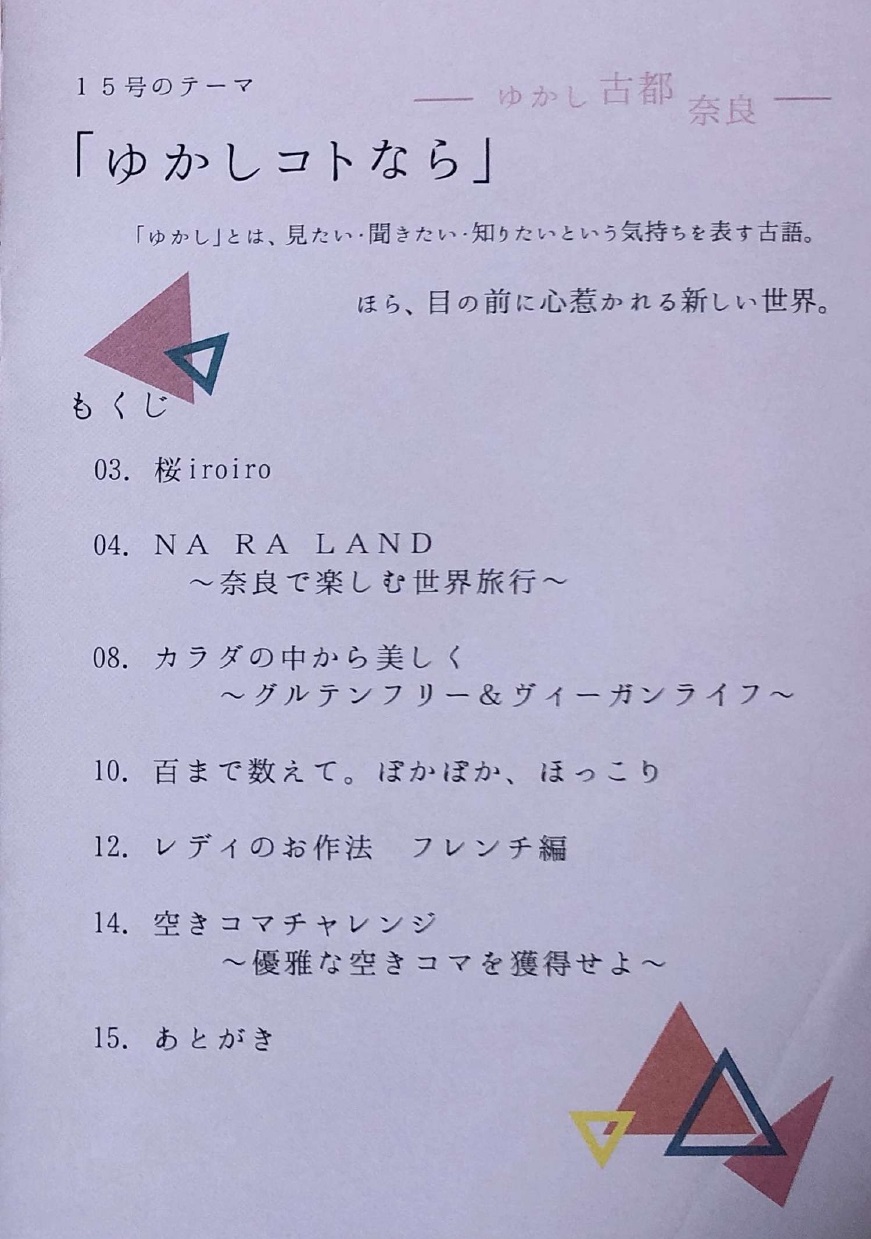 15号のテーマ
ゆかし古都奈良
「ゆかしコトなら」
「ゆかし」とは、見たい・聞きたい・知りたいという気持ちを表す古語。
ほら、目の前に心惹かれる新しい世界。
もくじ
03. 桜iroiro
04. NA RA LAND
～奈良で楽しむ世界旅行～
08. カラダの中から美しく
～グルテンフリー＆ヴィーガンライフ～
10. 百まで数えて。ぽかぽか、ほっこり
12. レディのお作法　フレンチ編
14. 空きコマチャレンジ
～優雅な空きコマを獲得せよ～
15. あとがき